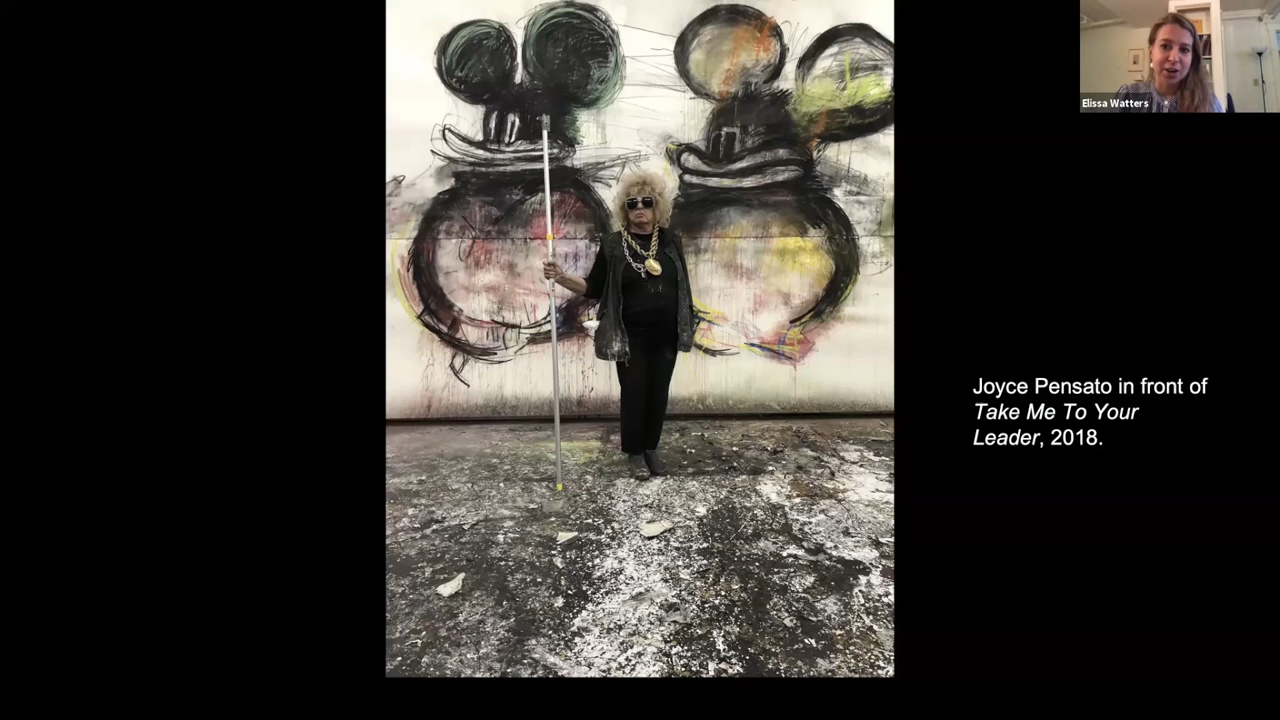 Elissa Watters
Joyce Pensato in front of
Take Me To Your
Leader, 2018.